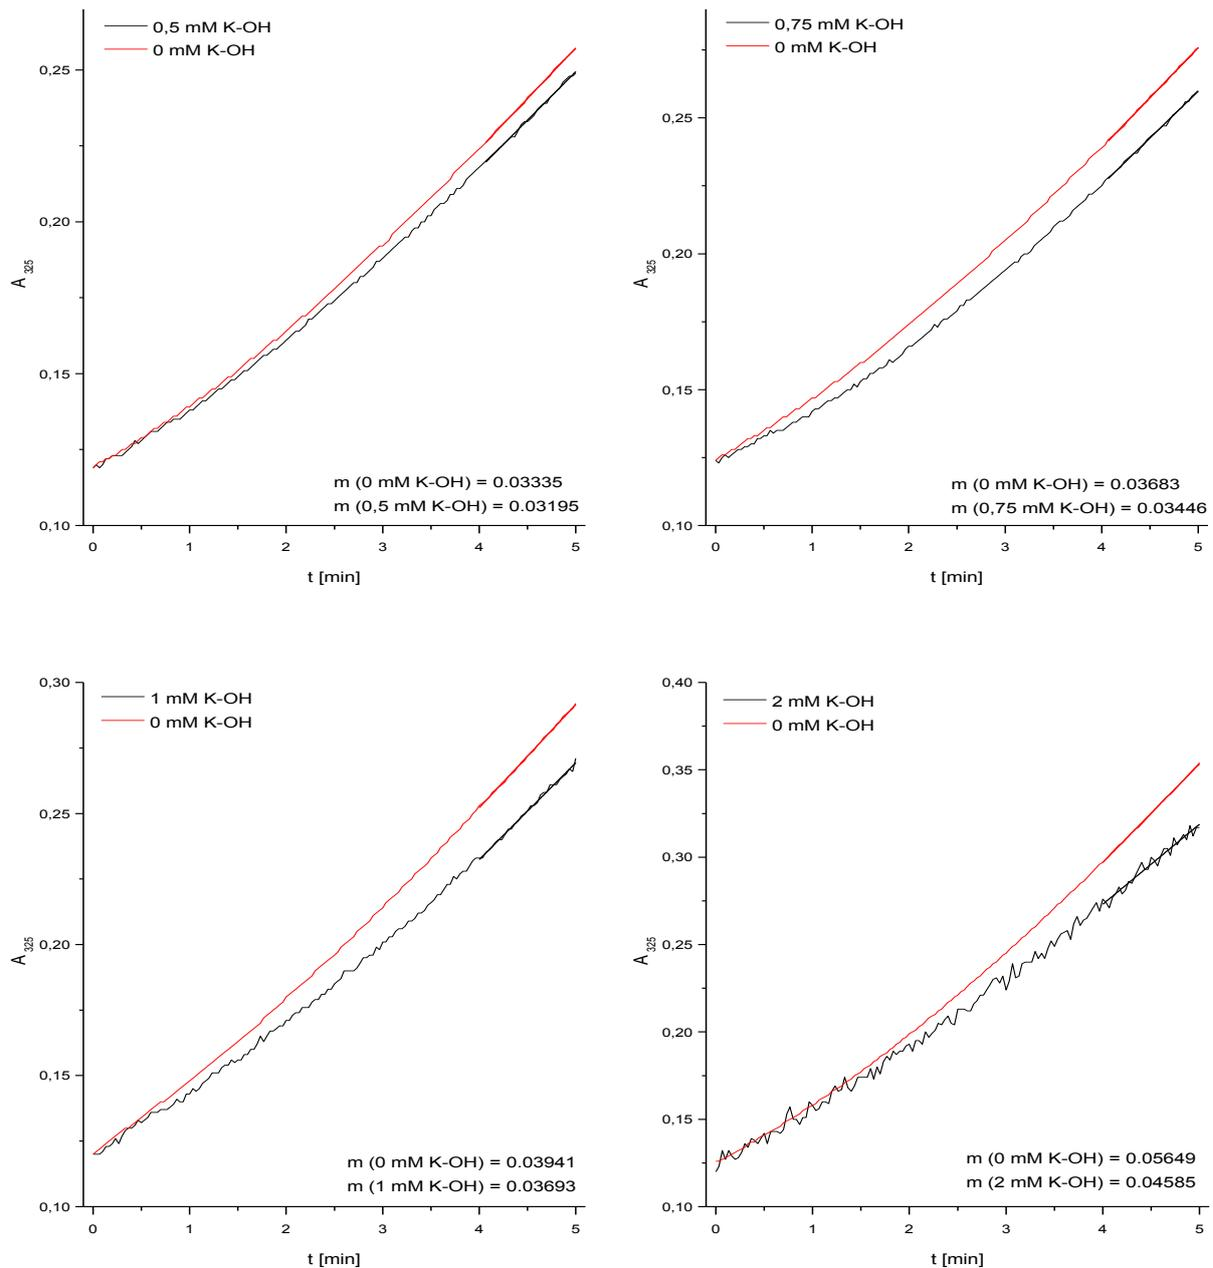 0,5 mM K-OH
0 mM K-OH
0,25
0,20
0,15
0,10
A 325
m (0 mM K-OH) = 0.03335
m (0,5 mM K-OH) = 0.03195
0 1 2 3 4 5
t [min]
0,75 mM K-OH
0 mM K-OH
0,25
0,20
0,15
0,10
A 325
m (0 mM K-OH) = 0.03683
m (0,75 mM K-OH) = 0.03446
0 1 2 3 4 5
t [min]
0,30
1 mM K-OH
0 mM K-OH
0,25
0,20
0,15
0,10
A 325
m (0 mM K-OH) = 0.03941
m (1 mM K-OH) = 0.03693
0 1 2 3 4 5
t [min]
0,40
2 mM K-OH
0 mM K-OH
0,35
0,30
0,25
0,20
0,15
0,10
A 325
m (0 mM K-OH) = 0.05649
m (2 mM K-OH) = 0.04585
0 1 2 3 4 5
t [min]